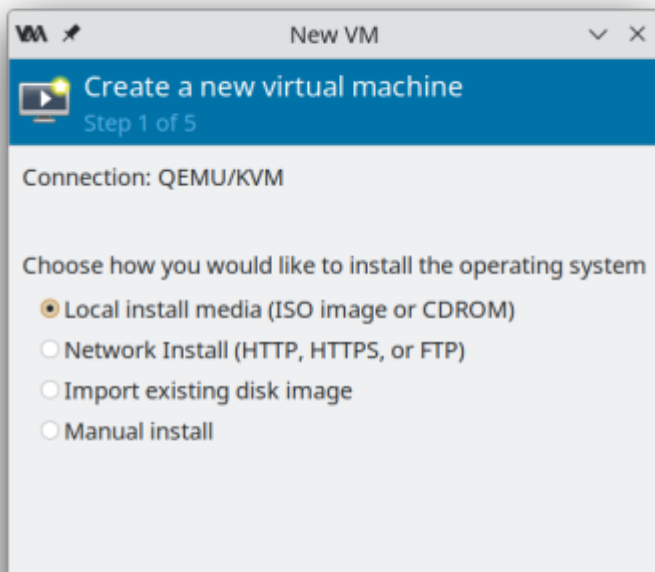 New VM
Create a new virtual machine
Step 1 of 5
Connection: QEMU/KVM
Choose how you would like to install the operating system
Local install media (ISO image or CDROM)
Network Install (HTTP, HTTPS, or FTP)
Import existing disk image
Manual install